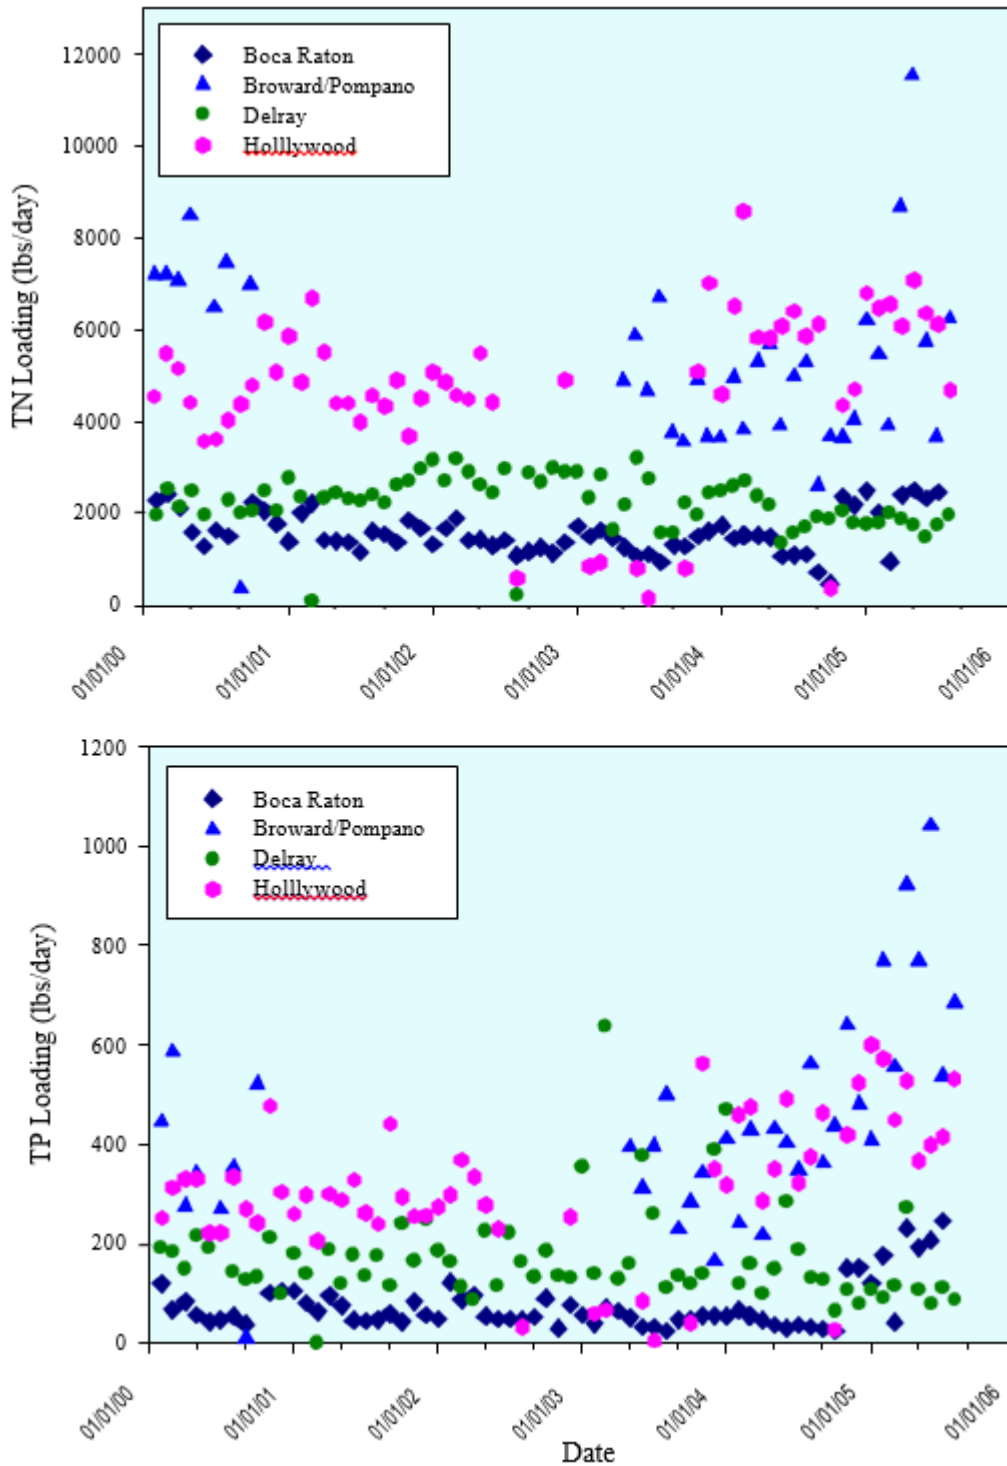 12000
10000
8000
6000
4000
2000
0
TN Loading (lbs/day)
Boca Raton
Broward/Pompano
Delray
Holllywood
01/01/00
01/01/01
01/01/02
01/01/03
01/01/04
01/01/05
01/01/06
1200
1000
800
600
400
200
0
TP Loading (lbs/day)
Boca Raton
Broward/Pompano
Delray
Holllywood
01/01/00
01/01/01
01/01/02
01/01/03
01/01/04
01/01/05
01/01/06
Date